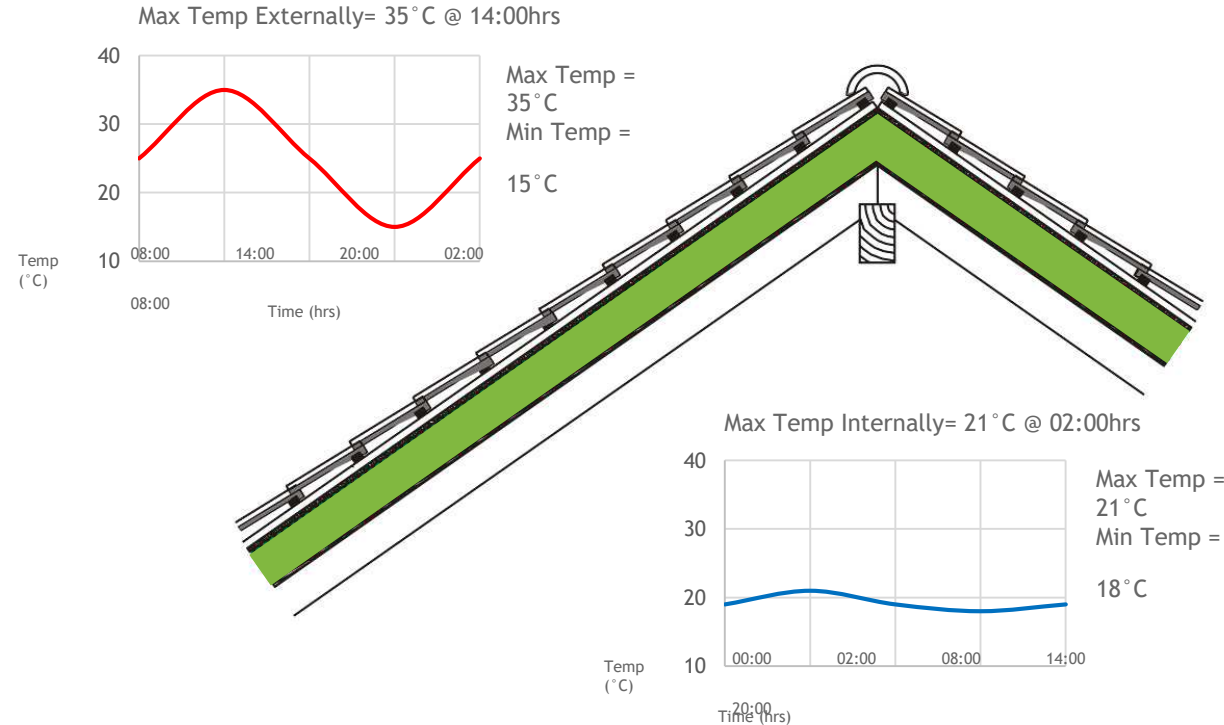 Max Temp Externally= 35°C @ 14:00hrs
40
30
20
10
Temp
(°C)
08:00 14:00 20:00 02:00
08:00
Time (hrs)
Max Temp =
35°C
Min Temp =
15°C
Max Temp Internally= 21°C @ 02:00hrs
40
30
20
10
Temp
(°C)
00:00 02:00 08:00 14:00
20:00
Time (hrs)
Max Temp =
21°C
Min Temp =
18°C